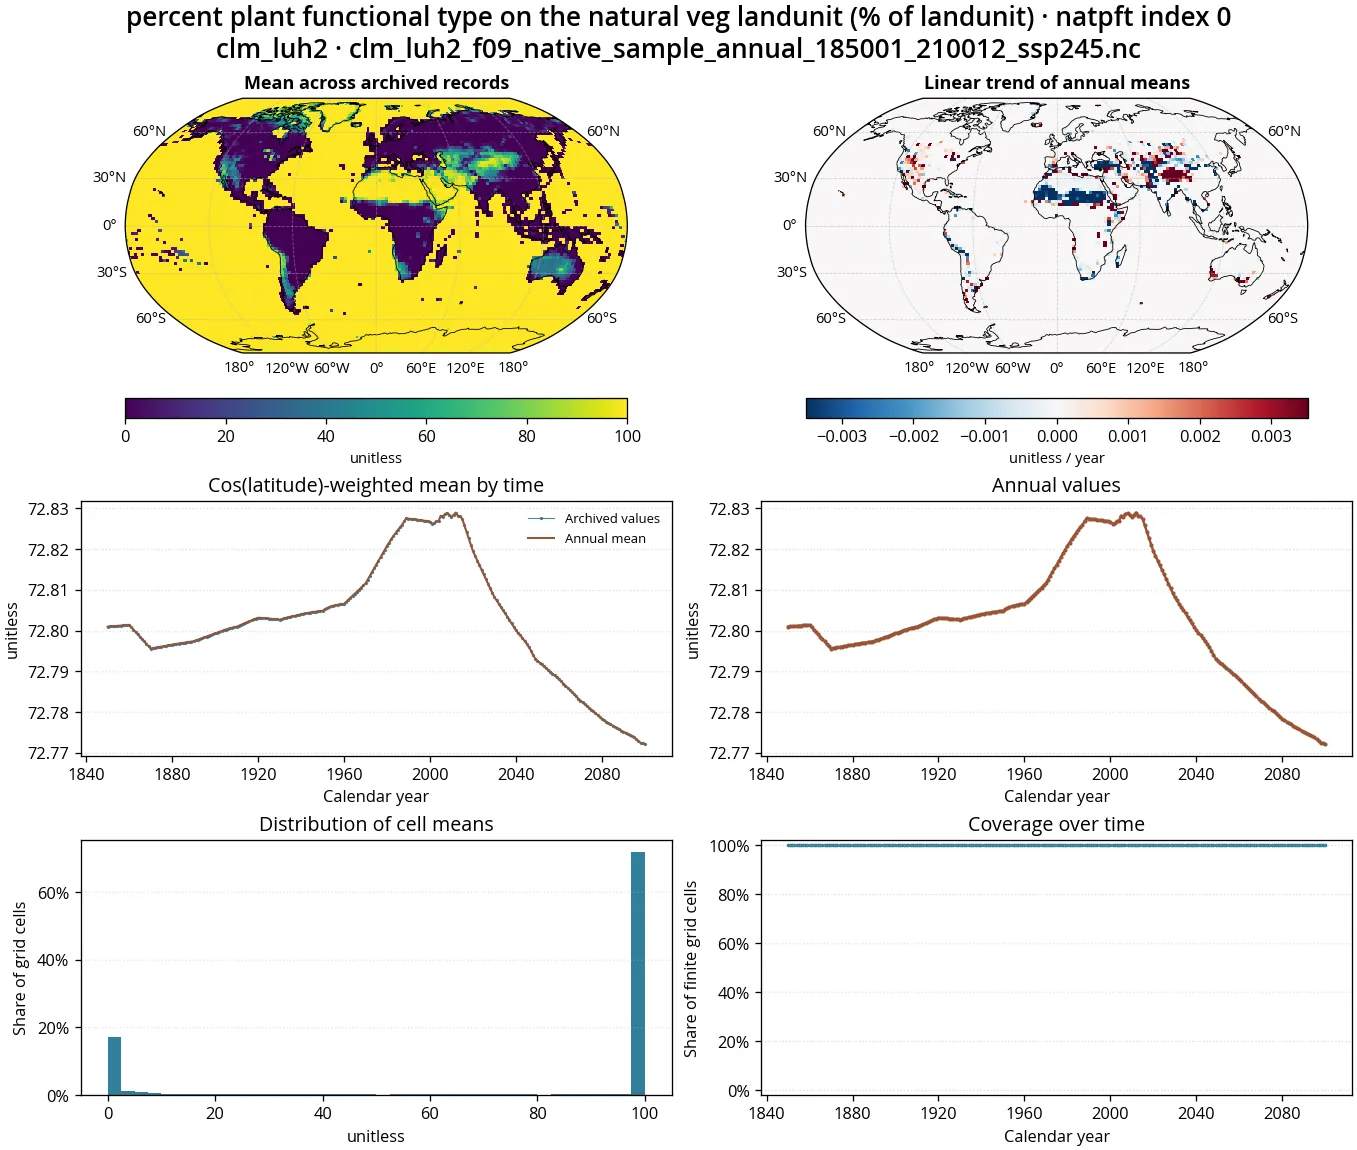 percent plant functional type on the natural veg landunit (% of landunit) · natpft index 0
clm_luh2 · clm_luh2_f09_native_sample_annual_185001_210012_ssp245.nc
Mean across archived records
60°N 60°N
30°N 30°N
0° 0°
30°S 30°S
60°S 60°S
180° 120°W 60°W 0° 60°E 120°E 180°
0 20 40 60 80 100
unitless
Linear trend of annual means
60°N 60°N
30°N 30°N
0° 0°
30°S 30°S
60°S 60°S
180° 120°W 60°W 0° 60°E 120°E 180°
−0.003 −0.002 −0.001 0.000 0.001 0.002 0.003
unitless / year
Cos(latitude)-weighted mean by time
72.83
72.82
72.81
72.80
72.79
72.78
72.77
unitless
Archived values
Annual mean
1840 1880 1920 1960 2000 2040 2080
Calendar year
Annual values
72.83
72.82
72.81
72.80
72.79
72.78
72.77
unitless
1840 1880 1920 1960 2000 2040 2080
Calendar year
Distribution of cell means
60%
40%
20%
0%
Share of grid cells
0 20 40 60 80 100
unitless
Coverage over time
100%
80%
60%
40%
20%
0%
Share of finite grid cells
1840 1880 1920 1960 2000 2040 2080
Calendar year